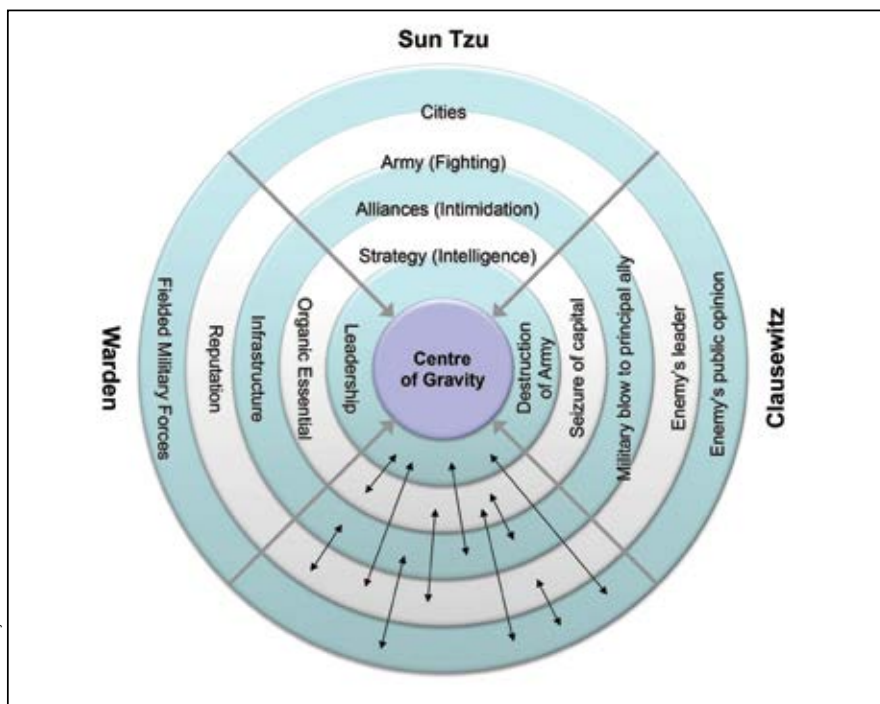 Sun Tzu
Cities
Army (Fighting)
Alliances (Intimidation)
Strategy (Intelligence)
Warden
Fielded Military Forces
Reputation
Infrastructure
Organic Essential
Leadership
Centre
of Gravity
Destruction
of Army
Seizure of capital
Military blow to principal ally
Enemy's leader
Enemy's public opinion
Clausewitz